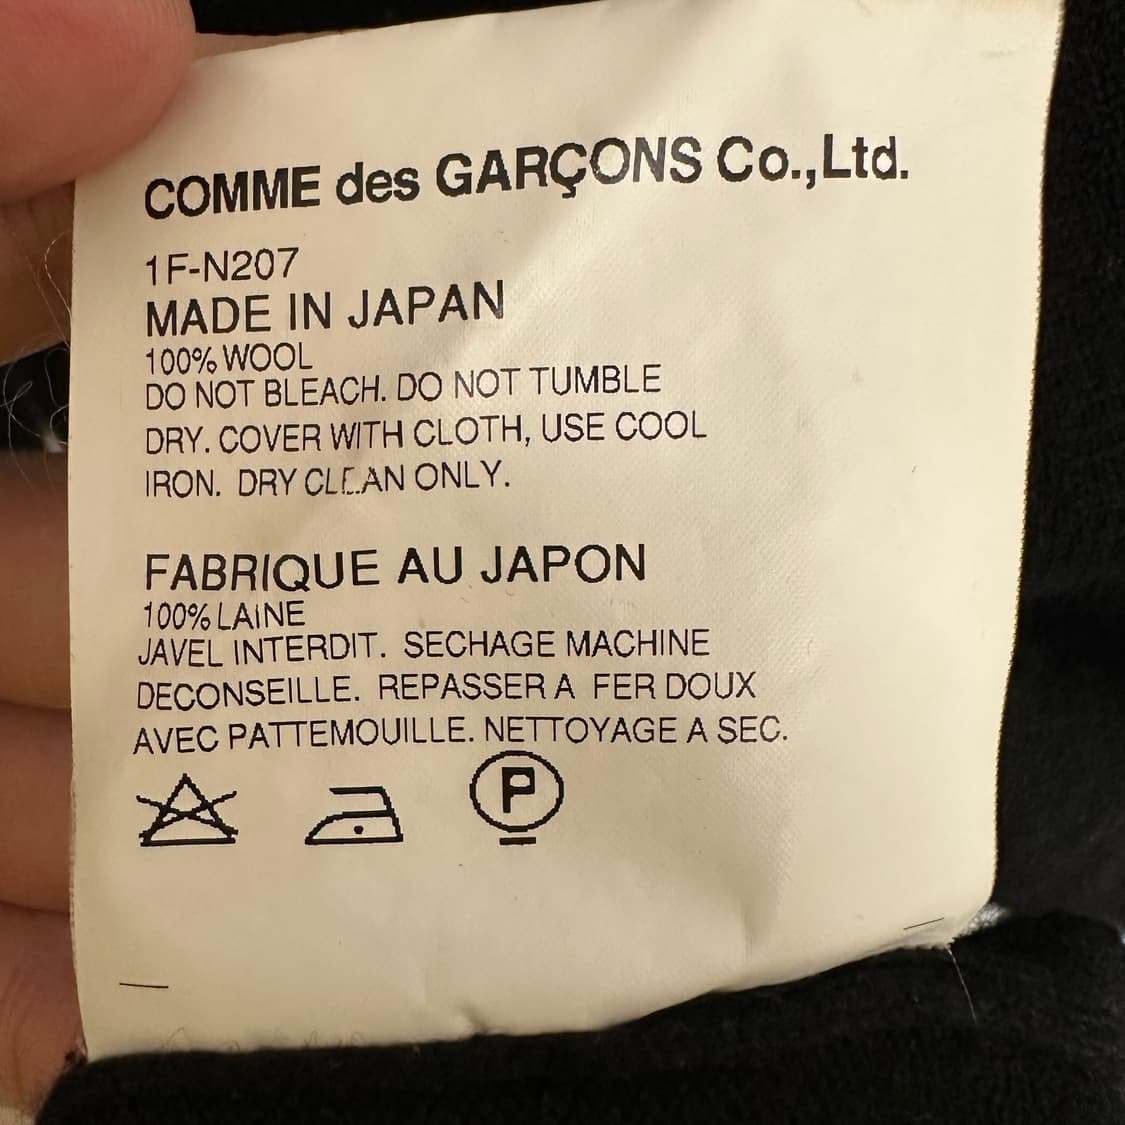 COMME des GARÇONS Co.,Ltd.
1F-N207
MADE IN JAPAN
100% WOOL
DO NOT BLEACH. DO NOT TUMBLE
DRY. COVER WITH CLOTH, USE COOL
IRON. DRY CLEAN ONLY.
FABRIQUE AU JAPON
100% LAINE
JAVEL INTERDIT. SECHAGE MACHINE
DECONSEILLE. REPASSER A FER DOUX
AVEC PATTEMOUILLE. NETTOYAGE A SEC.
P